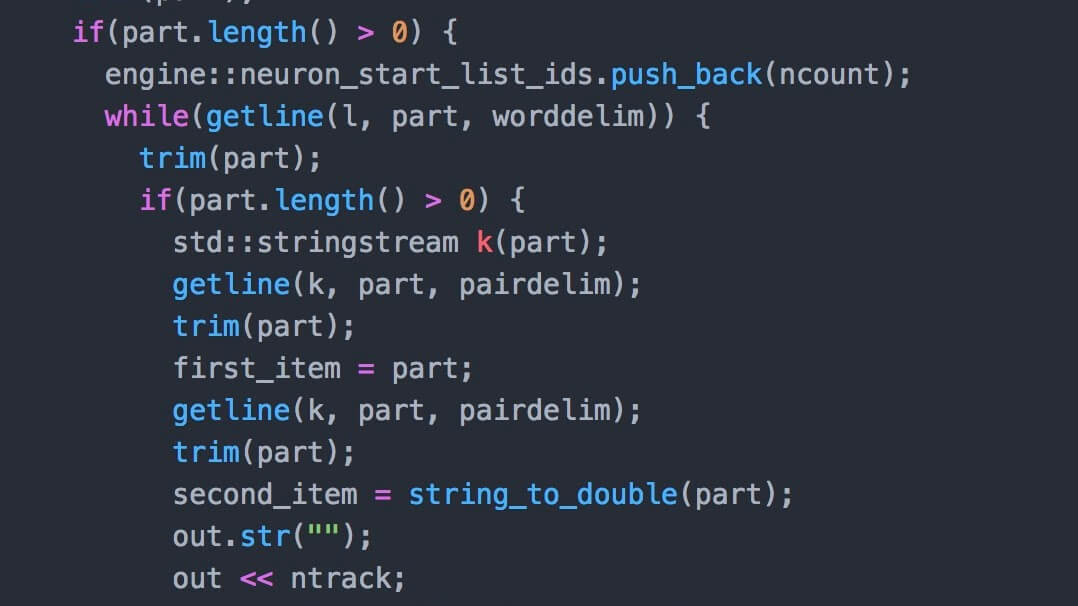 if(part.length() > 0) {
engine::neuron_start_list_ids.push_back(ncount);
while(getline(l, part, worddelim)) {
trim(part);
if(part.length() > 0) {
std::stringstream k(part);
getline(k, part, pairdelim);
trim(part);
first_item = part;
getline(k, part, pairdelim);
trim(part);
second_item = string_to_double(part);
out.str("");
out << ntrack;